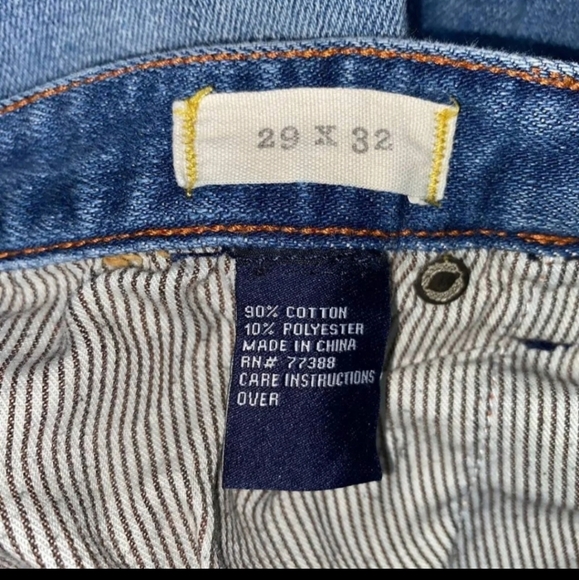 29 X 32
90% COTTON
10% POLYESTER
MADE IN CHINA
RN# 77388
CARE INSTRUCTIONS
OVER